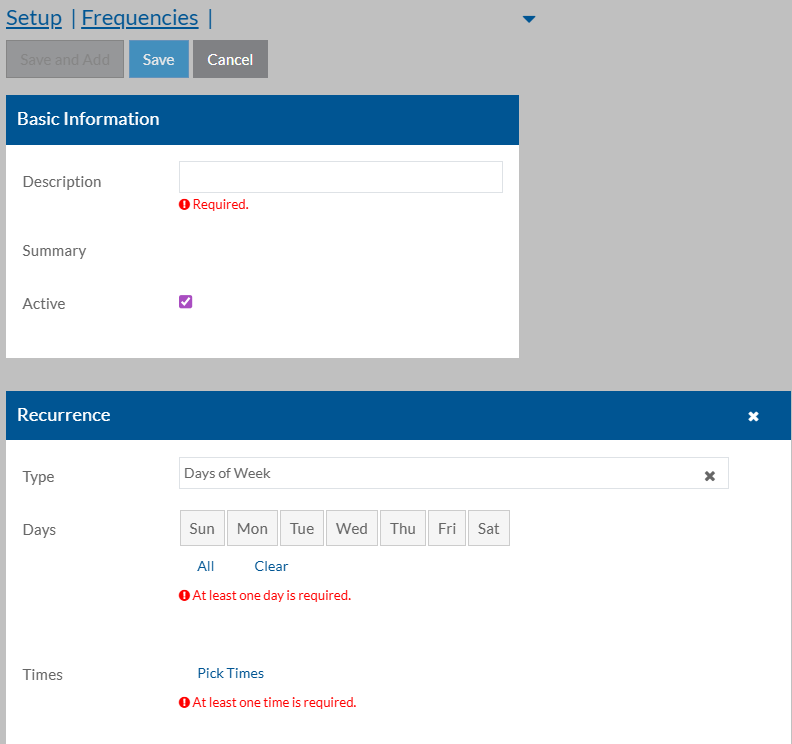 Setup | Frequencies |
Save and Add Save Cancel
Basic Information
Description
Required.
Summary
Active
Recurrence
Type Days of Week
Days Sun Mon Tue Wed Thu Fri Sat
All Clear
At least one day is required.
Times Pick Times
At least one time is required.